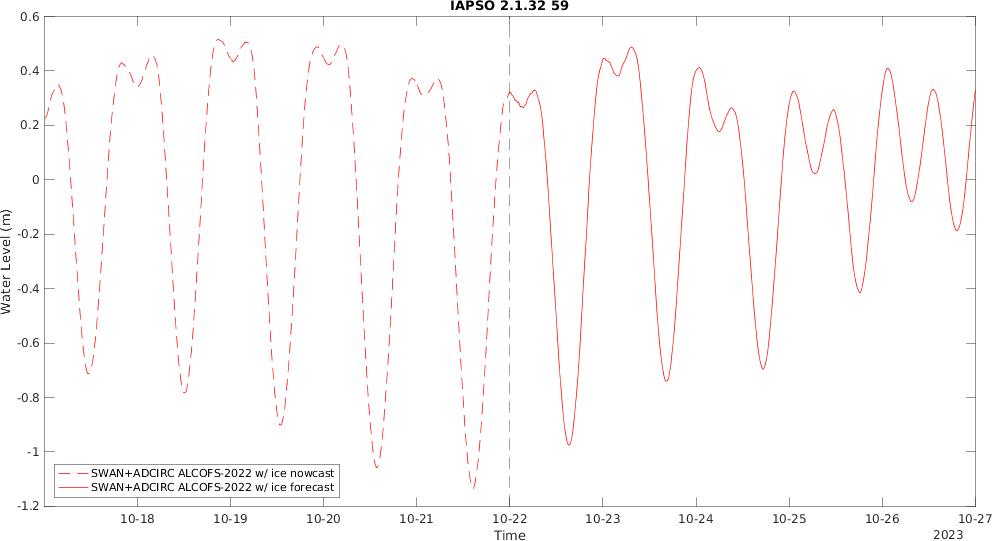 IAPSO 2.1.32 59
0.6
0.4
0.2
0
-0.2
-0.4
-0.6
-0.8
-1
-1.2
Water Level (m)
SWAN+ADCIRC ALCOFS-2022 w/ ice nowcast
SWAN+ADCIRC ALCOFS-2022 w/ ice forecast
10-18 10-19 10-20 10-21 10-22 10-23 10-24 10-25 10-26 10-27
Time
2023